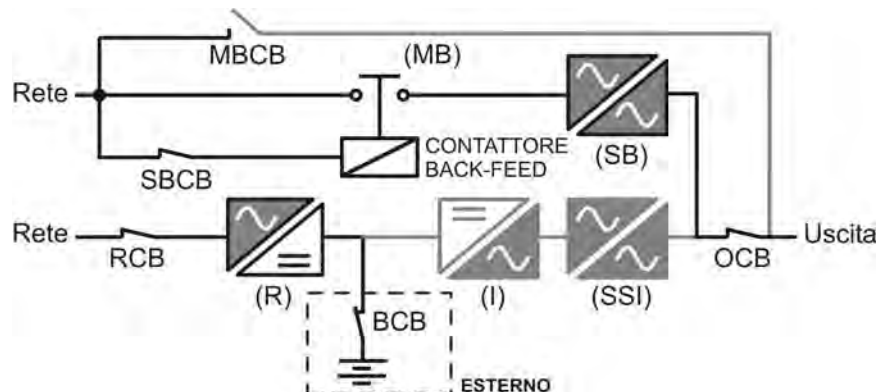 MBCB
(MB)
Rete
CONTATTORE
BACK-FEED
(SB)
SBCB
Rete
Uscita
RCB
OCB
(R)
(I)
(SSI)
BCB
ESTERNO